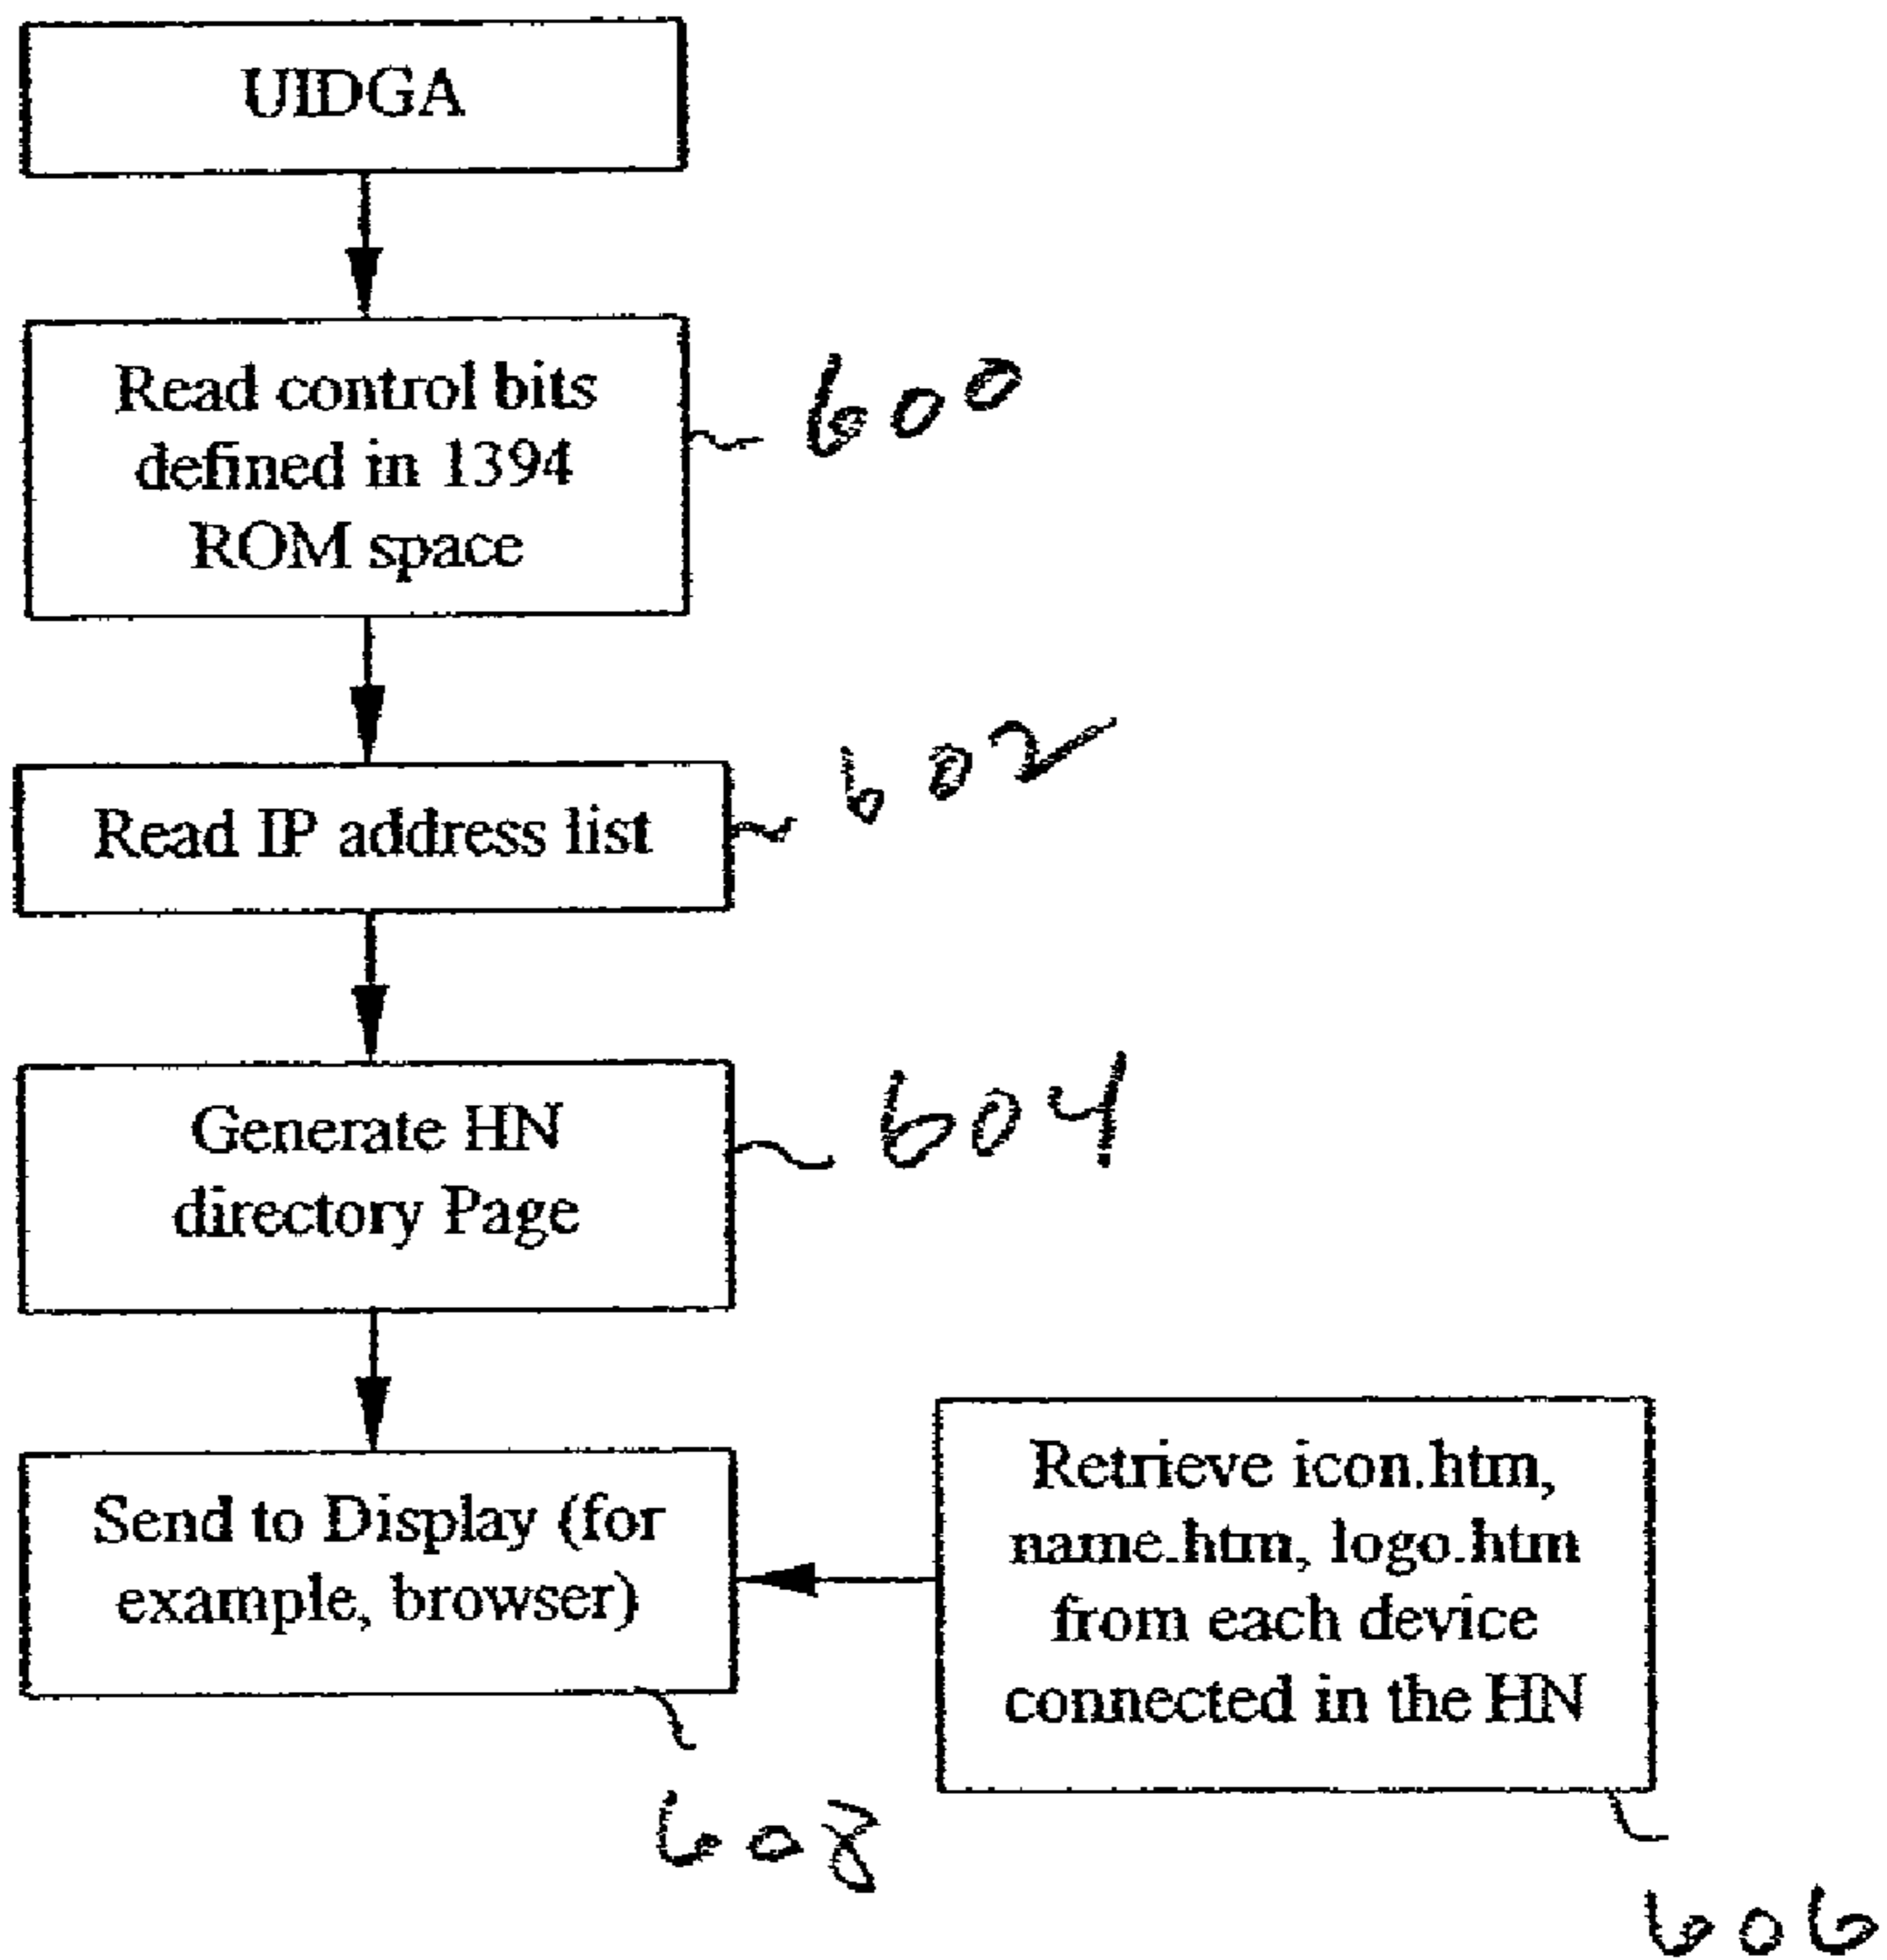 UIDGA
Read control bits
defined in 1394
ROM space
600
Read IP address list
602
Generate HN
directory Page
604
Send to Display (for
example, browser)
608
Retrieve icon.htm,
name.htm, logo.htm
from each device
connected in the HN
606